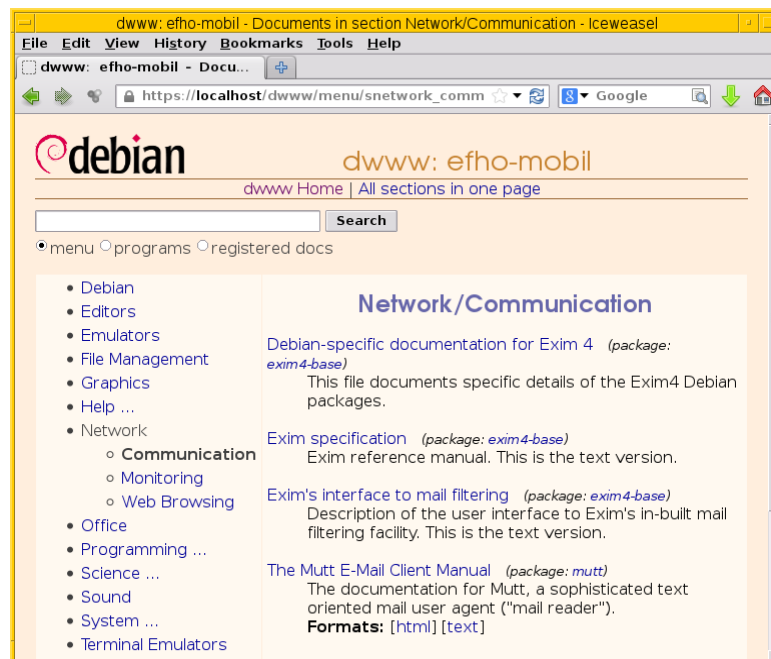 dwww: efho-mobil - Documents in section Network/Communication - Iceweasel
File Edit View History Bookmarks Tools Help
dwww: efho-mobil - Docu...
https://localhost/dwww/menu/snetwork_comm
Google
debian
dwww: efho-mobil
dwww Home | All sections in one page
Search
menu programs registered docs
Debian
Editors
Emulators
File Management
Graphics
Help ...
Network
Communication
Monitoring
Web Browsing
Office
Programming ...
Science ...
Sound
System ...
Terminal Emulators
Network/Communication
Debian-specific documentation for Exim 4 (package:
exim4-base)
This file documents specific details of the Exim4 Debian
packages.
Exim specification (package: exim4-base)
Exim reference manual. This is the text version.
Exim's interface to mail filtering (package: exim4-base)
Description of the user interface to Exim's in-built mail
filtering facility. This is the text version.
The Mutt E-Mail Client Manual (package: mutt)
The documentation for Mutt, a sophisticated text
oriented mail user agent ("mail reader").
Formats: [html] [text]